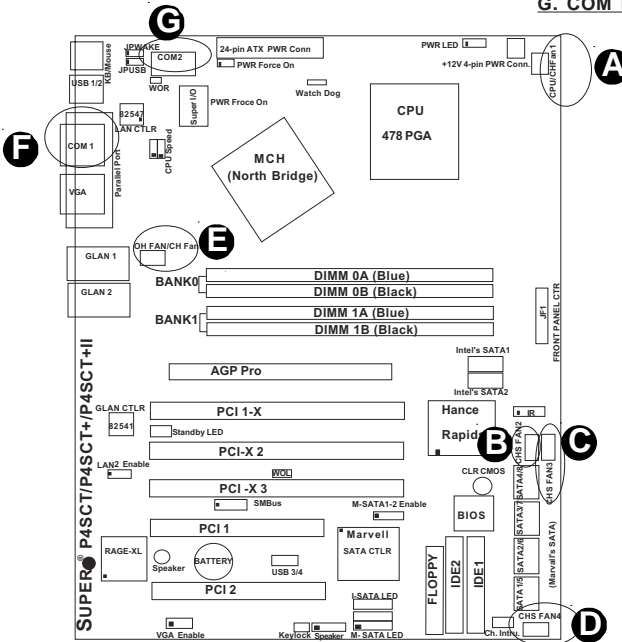 G. COM
G
JPWAKE
COM2
24-pin ATX PWR Conn
PWR LED
KB/Mouse
JPUSB
PWR Force On
+12V 4-pin PWR Conn.
CPU/CHFan1
A
USB 1/2
WOR
Watch Dog
82547
Super I/O
PWR Froce On
LAN CTLR
CPU
478 PGA
F
COM 1
Parallel Port
CPU Speed
MCH
(North Bridge)
VGA
E
OH FAN/CH Fan
GLAN 1
BANK0
DIMM 0A (Blue)
DIMM 0B (Black)
GLAN 2
BANK1
DIMM 1A (Blue)
DIMM 1B (Black)
JF1
FRONT PANEL CTR
Intel's SATA1
AGP Pro
Intel's SATA2
GLAN CTLR
PCI 1-X
Hance
Rapids
IR
82541
Standby LED
B
CHS FAN2
C
CHS FAN3
PCI-X 2
LAN2 Enable
WOL
CLR CMOS
SATA4/8
PCI -X 3
SMBus
M-SATA1-2 Enable
BIOS
SATA3/7
PCI 1
Marvell
SATA CTLR
(Marval's SATA)
RAGE-XL
Speaker
BATTERY
USB 3/4
FLOPPY
IDE2
IDE1
SATA2/6
PCI 2
SATA1/5
I-SATA LED
CHS FAN4
D
VGA Enable
Keylock
Speaker
M- SATA LED
Ch. Intru.
SUPER® P4SCT/P4SCT+/P4SCT+II